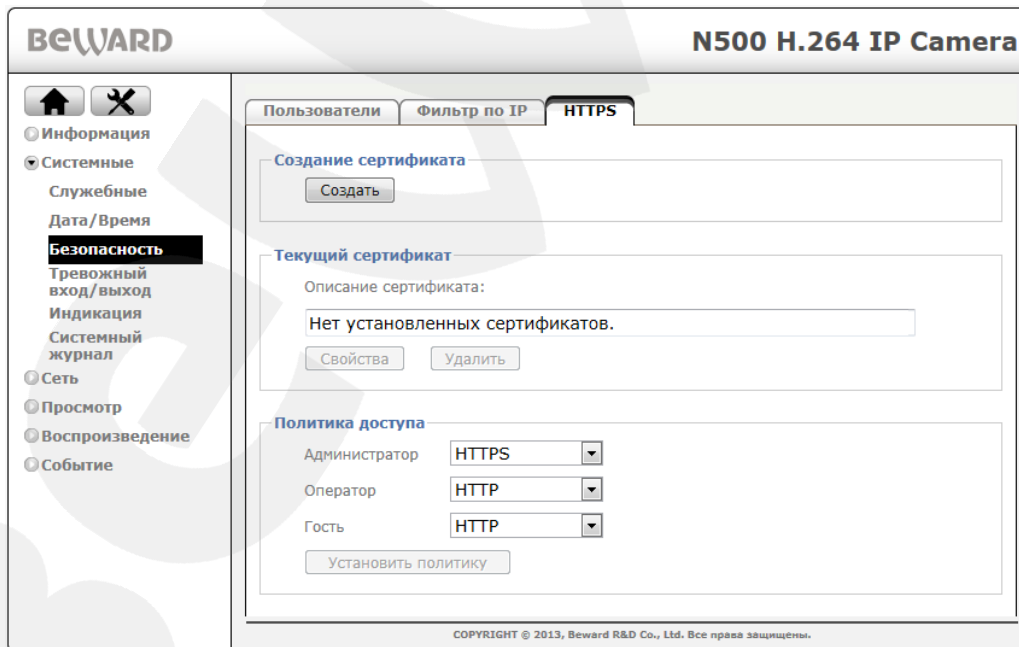 BEWARD
N500 H.264 IP Camera
Информация
Системные
Служебные
Дата/Время
Безопасность
Тревожный
вход/выход
Индикация
Системный
журнал
Сеть
Просмотр
Воспроизведение
Событие
Пользователи
Фильтр по IP
HTTPS
Создание сертификата
Создать
Текущий сертификат
Описание сертификата:
Нет установленных сертификатов.
Свойства
Удалить
Политика доступа
Администратор
HTTPS
Оператор
HTTP
Гость
HTTP
Установить политику
COPYRIGHT © 2013, Beward R&D Co., Ltd. Все права защищены.